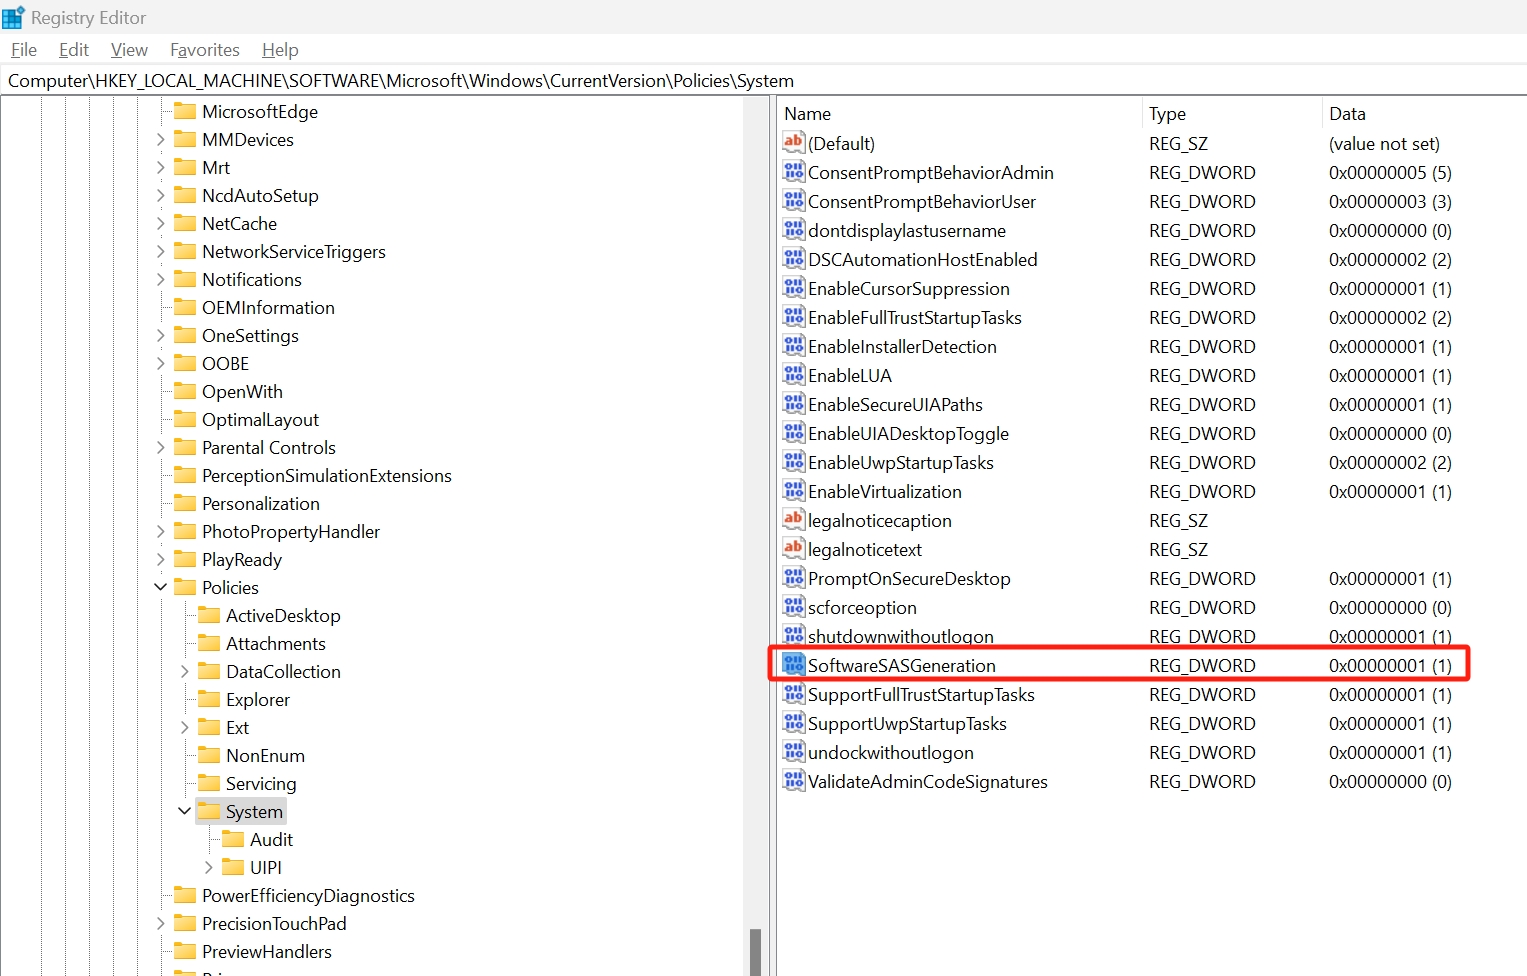 Registry Editor
File Edit View Favorites Help
Computer\HKEY_LOCAL_MACHINE\SOFTWARE\Microsoft\Windows\CurrentVersion\Policies\System
MicrosoftEdge
MMDevices
Mrt
NcdAutoSetup
NetCache
NetworkServiceTriggers
Notifications
OEMInformation
OneSettings
OOBE
OpenWith
OptimalLayout
Parental Controls
PerceptionSimulationExtensions
Personalization
PhotoPropertyHandler
PlayReady
Policies
ActiveDesktop
Attachments
DataCollection
Explorer
Ext
NonEnum
Servicing
System
Audit
UIPI
PowerEfficiencyDiagnostics
PrecisionTouchPad
PreviewHandlers
Name Type Data
(Default) REG_SZ (value not set)
ConsentPromptBehaviorAdmin REG_DWORD 0x00000005 (5)
ConsentPromptBehaviorUser REG_DWORD 0x00000003 (3)
dontdisplaylastusername REG_DWORD 0x00000000 (0)
DSCAutomationHostEnabled REG_DWORD 0x00000002 (2)
EnableCursorSuppression REG_DWORD 0x00000001 (1)
EnableFullTrustStartupTasks REG_DWORD 0x00000002 (2)
EnableInstallerDetection REG_DWORD 0x00000001 (1)
EnableLUA REG_DWORD 0x00000001 (1)
EnableSecureUIAPaths REG_DWORD 0x00000001 (1)
EnableUIADesktopToggle REG_DWORD 0x00000000 (0)
EnableUwpStartupTasks REG_DWORD 0x00000002 (2)
EnableVirtualization REG_DWORD 0x00000001 (1)
legalnoticecaption REG_SZ
legalnoticetext REG_SZ
PromptOnSecureDesktop REG_DWORD 0x00000001 (1)
scforceoption REG_DWORD 0x00000000 (0)
shutdownwithoutlogon REG_DWORD 0x00000001 (1)
SoftwareSASGeneration REG_DWORD 0x00000001 (1)
SupportFullTrustStartupTasks REG_DWORD 0x00000001 (1)
SupportUwpStartupTasks REG_DWORD 0x00000001 (1)
undockwithoutlogon REG_DWORD 0x00000001 (1)
ValidateAdminCodeSignatures REG_DWORD 0x00000000 (0)